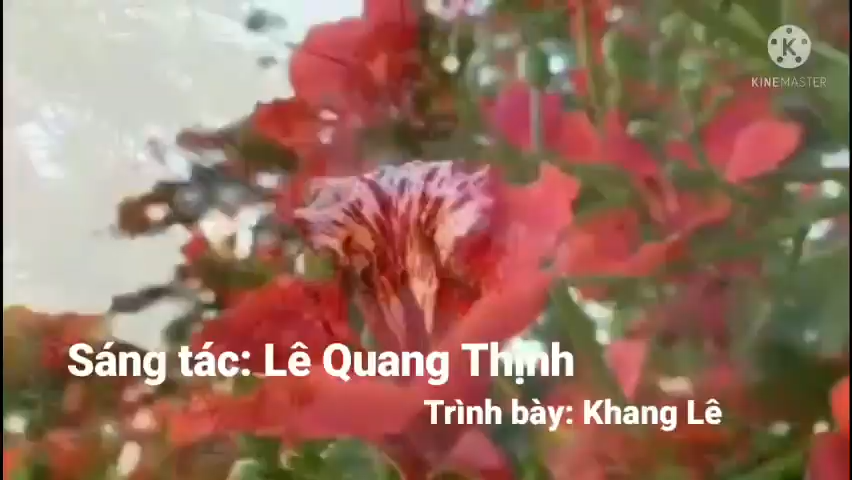 KINEMASTER
Sáng tác: Lê Quang Thịnh
Trình bày: Khang Lê